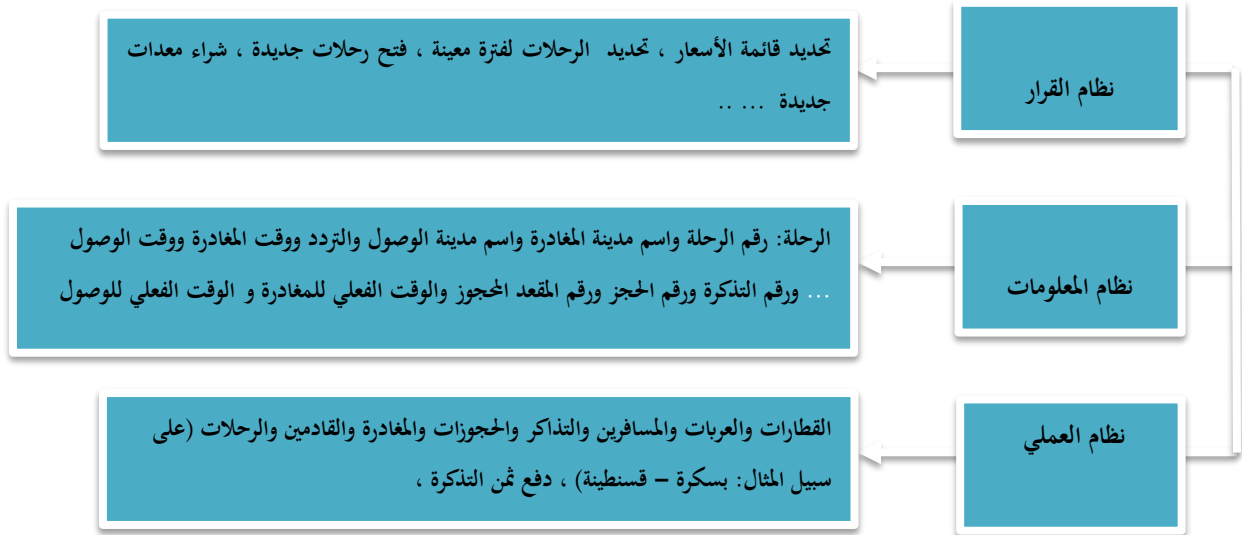 نظام القرار
تحديد قائمة الأسعار ، تحديد الرحلات لفترة معينة ، فتح رحلات جديدة ، شراء معدات
جديدة ... ..
نظام المعلومات
الرحلة: رقم الرحلة واسم مدينة المغادرة واسم مدينة الوصول والتردد ووقت المغادرة ووقت الوصول
... ورقم التذكرة ورقم الحجز ورقم المقعد المحجوز والوقت الفعلي للمغادرة و الوقت الفعلي للوصول
نظام العملي
القطارات والعربات والمسافرين والتذاكر والحجوزات والمغادرة والقادمين والرحلات (على
سبيل المثال: بسكرة – قسنطينة) ، دفع ثمن التذكرة ،